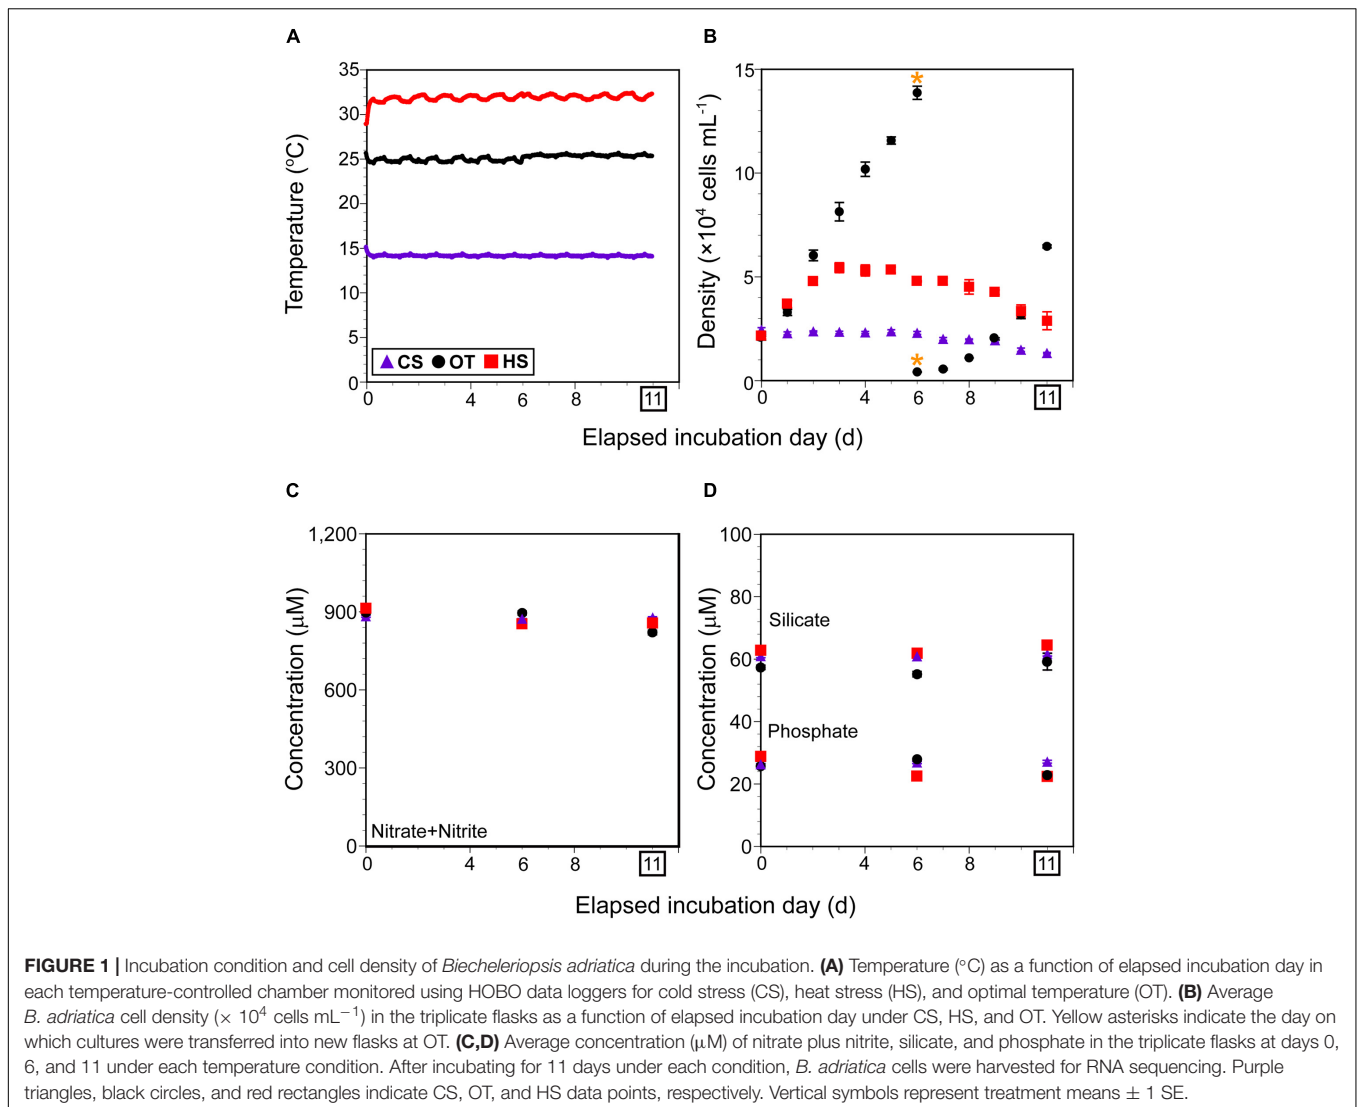 A
35
30
25
20
15
10
5
0
Temperature (°C)
CS OT HS
0 4 6 8 11
B
15
10
5
0
Density (×10⁴ cells mL⁻¹)
0 4 6 8 11
Elapsed incubation day (d)
C
1,200
900
600
300
0
Concentration (μM)
Nitrate+Nitrite
0 4 6 8 11
D
100
80
60
40
20
0
Concentration (μM)
Silicate
Phosphate
0 4 6 8 11
Elapsed incubation day (d)
FIGURE 1 | Incubation condition and cell density of Biecheleriopsis adriatica during the incubation. (A) Temperature (°C) as a function of elapsed incubation day in
each temperature-controlled chamber monitored using HOBO data loggers for cold stress (CS), heat stress (HS), and optimal temperature (OT). (B) Average
B. adriatica cell density (× 10⁴ cells mL⁻¹) in the triplicate flasks as a function of elapsed incubation day under CS, HS, and OT. Yellow asterisks indicate the day on
which cultures were transferred into new flasks at OT. (C,D) Average concentration (μM) of nitrate plus nitrite, silicate, and phosphate in the triplicate flasks at days 0,
6, and 11 under each temperature condition. After incubating for 11 days under each condition, B. adriatica cells were harvested for RNA sequencing. Purple
triangles, black circles, and red rectangles indicate CS, OT, and HS data points, respectively. Vertical symbols represent treatment means ± 1 SE.